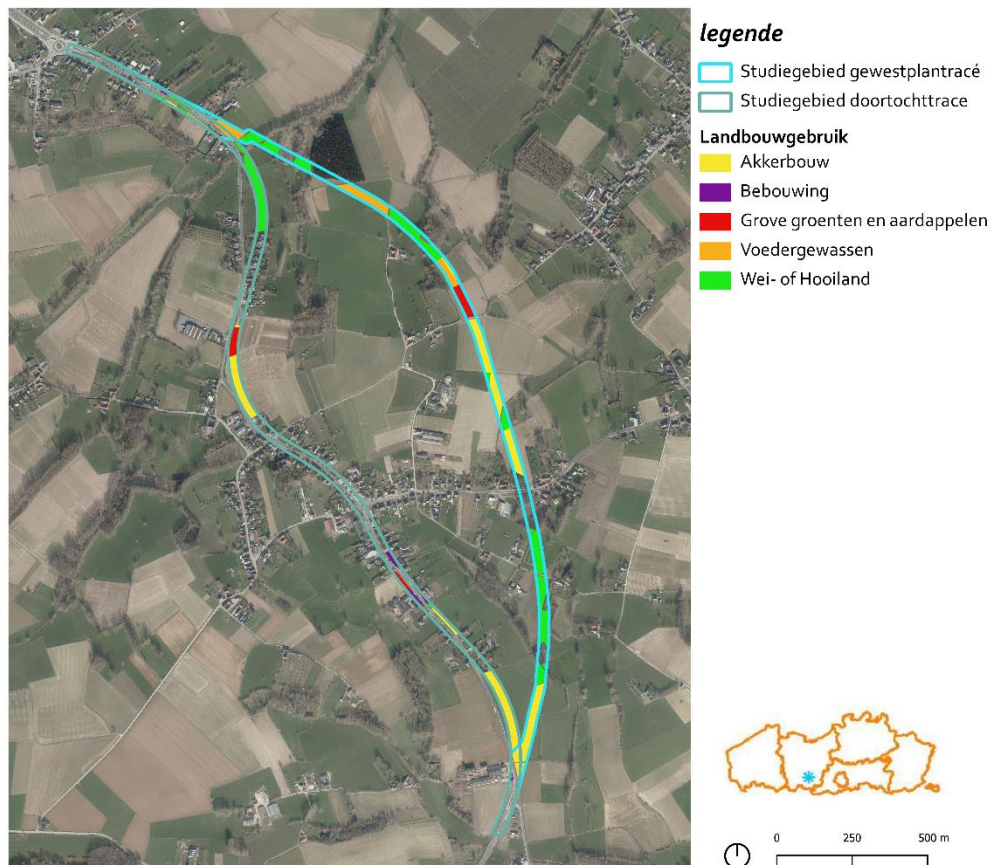 legende
Studiegebied gewestplantracé
Studiegebied doortochttrace
Landbouwgebruik
Akkerbouw
Bebouwing
Grove groenten en aardappelen
Voedergewassen
Wei- of Hooiland
0 250 500 m